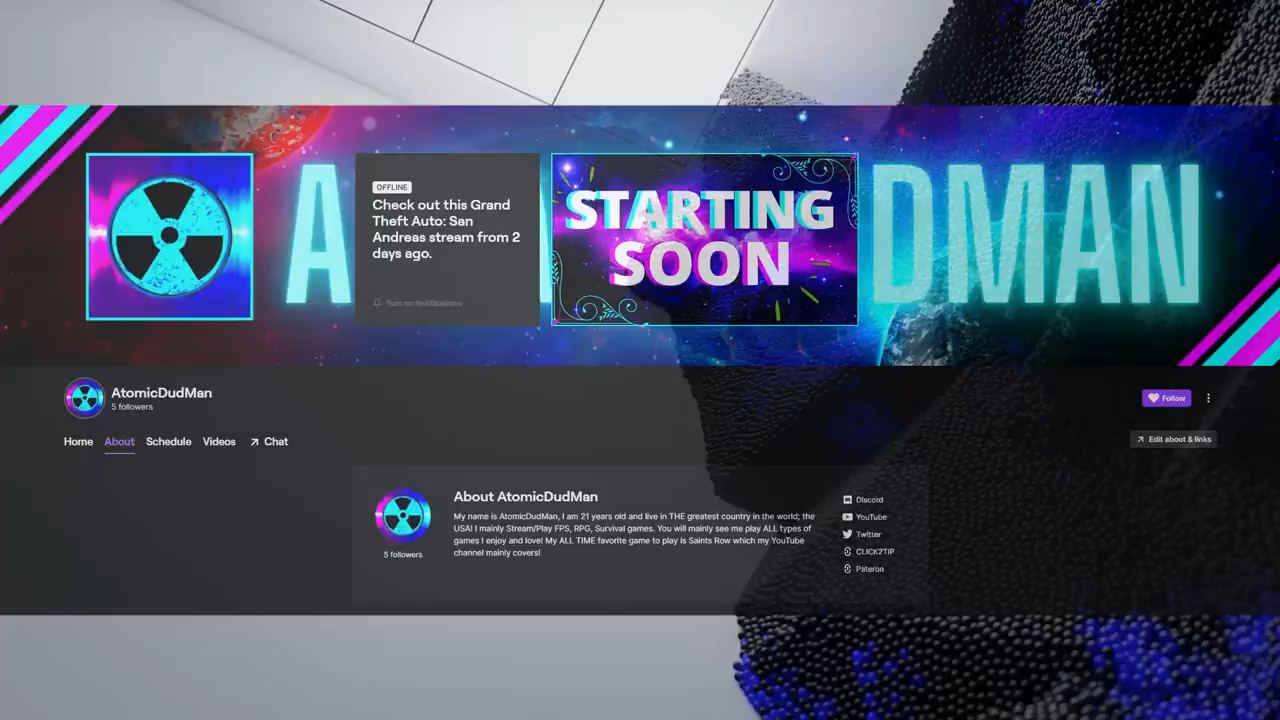 A
DMAN
OFFLINE
Check out this Grand
Theft Auto: San
Andreas stream from 2
days ago.
Turn on Notifications
STARTING
SOON
AtomicDudMan
5 followers
Follow
Home About Schedule Videos Chat
Edit about & links
5 followers
About AtomicDudMan
My name is AtomicDudMan, I am 21 years old and live in THE greatest country in the world; the
USA! I mainly Stream/Play FPS, RPG, Survival games. You will mainly see me play ALL types of
games I enjoy and love! My ALL TIME favorite game to play is Saints Row which my YouTube
channel mainly covers!
Discord
YouTube
Twitter
CLICK2TIP
Pateron